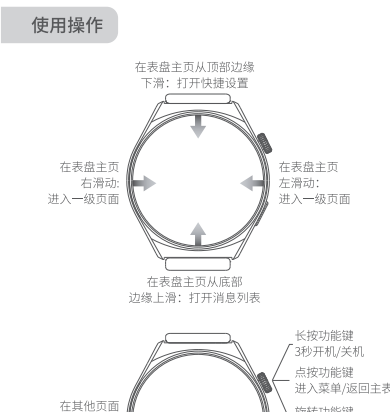 使用操作
在表盘主页从顶部边缘
下滑：打开快捷设置
在表盘主页
右滑动:
进入一级页面
在表盘主页
左滑动：
进入一级页面
在表盘主页从底部
边缘上滑：打开消息列表
长按功能键
3秒开机/关机
点按功能键
进入菜单/返回主表
在其他页面
旋转功能键